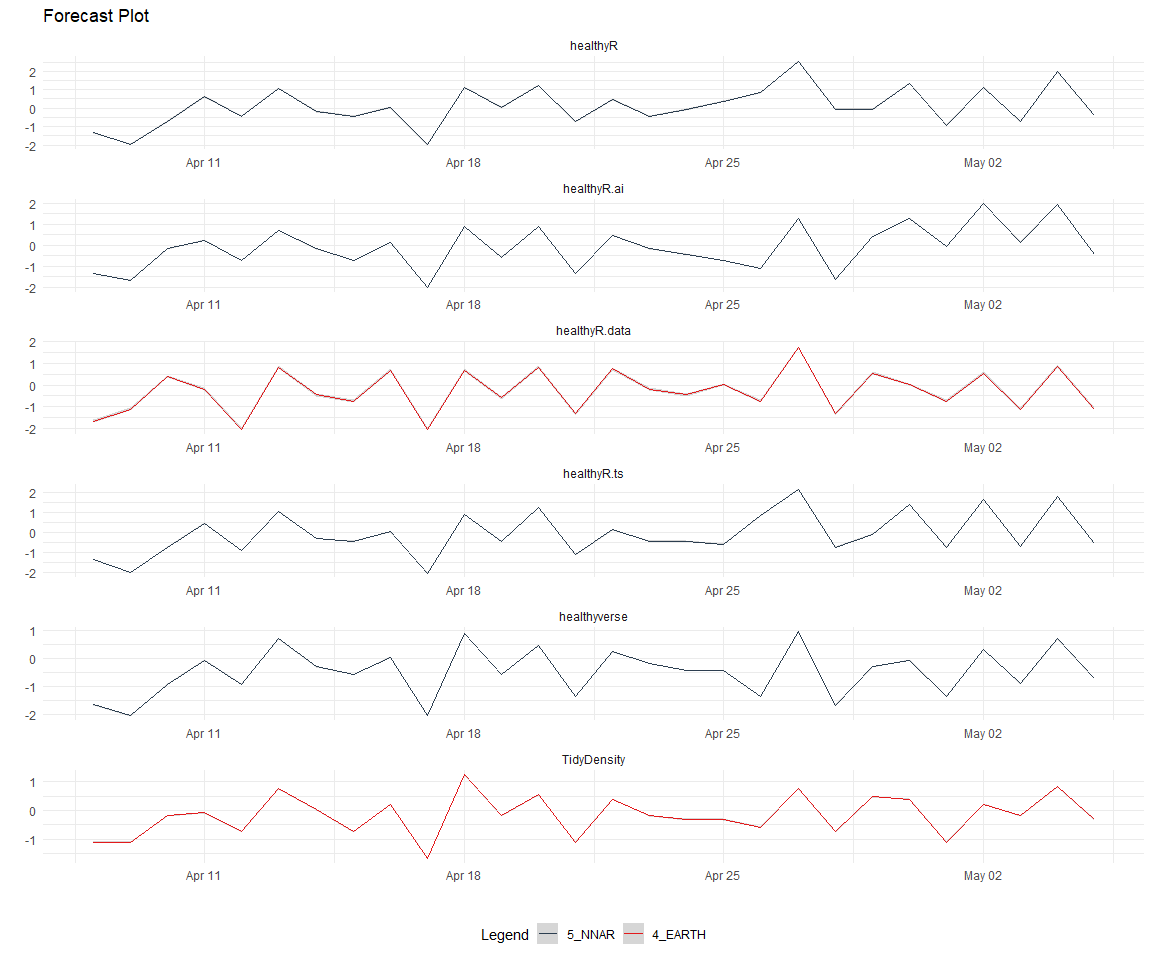 Forecast Plot
healthyR
2
1
0
-1
-2
Apr 11 Apr 18 Apr 25 May 02
healthyR.ai
2
1
0
-1
-2
Apr 11 Apr 18 Apr 25 May 02
healthyR.data
2
1
0
-1
-2
Apr 11 Apr 18 Apr 25 May 02
healthyR.ts
2
1
0
-1
-2
Apr 11 Apr 18 Apr 25 May 02
healthyverse
1
0
-1
-2
Apr 11 Apr 18 Apr 25 May 02
TidyDensity
1
0
-1
Apr 11 Apr 18 Apr 25 May 02
Legend 5_NNAR 4_EARTH